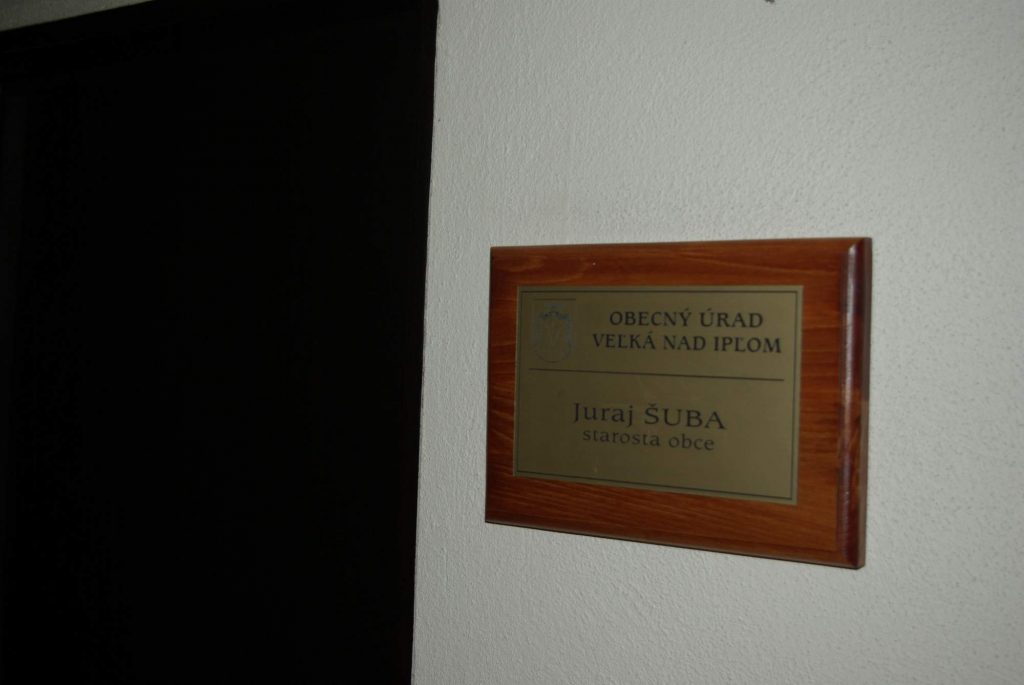 OBECNÝ ÚRAD
VEĽKÁ NAD IPĽOM
Juraj ŠUBA
starosta obce